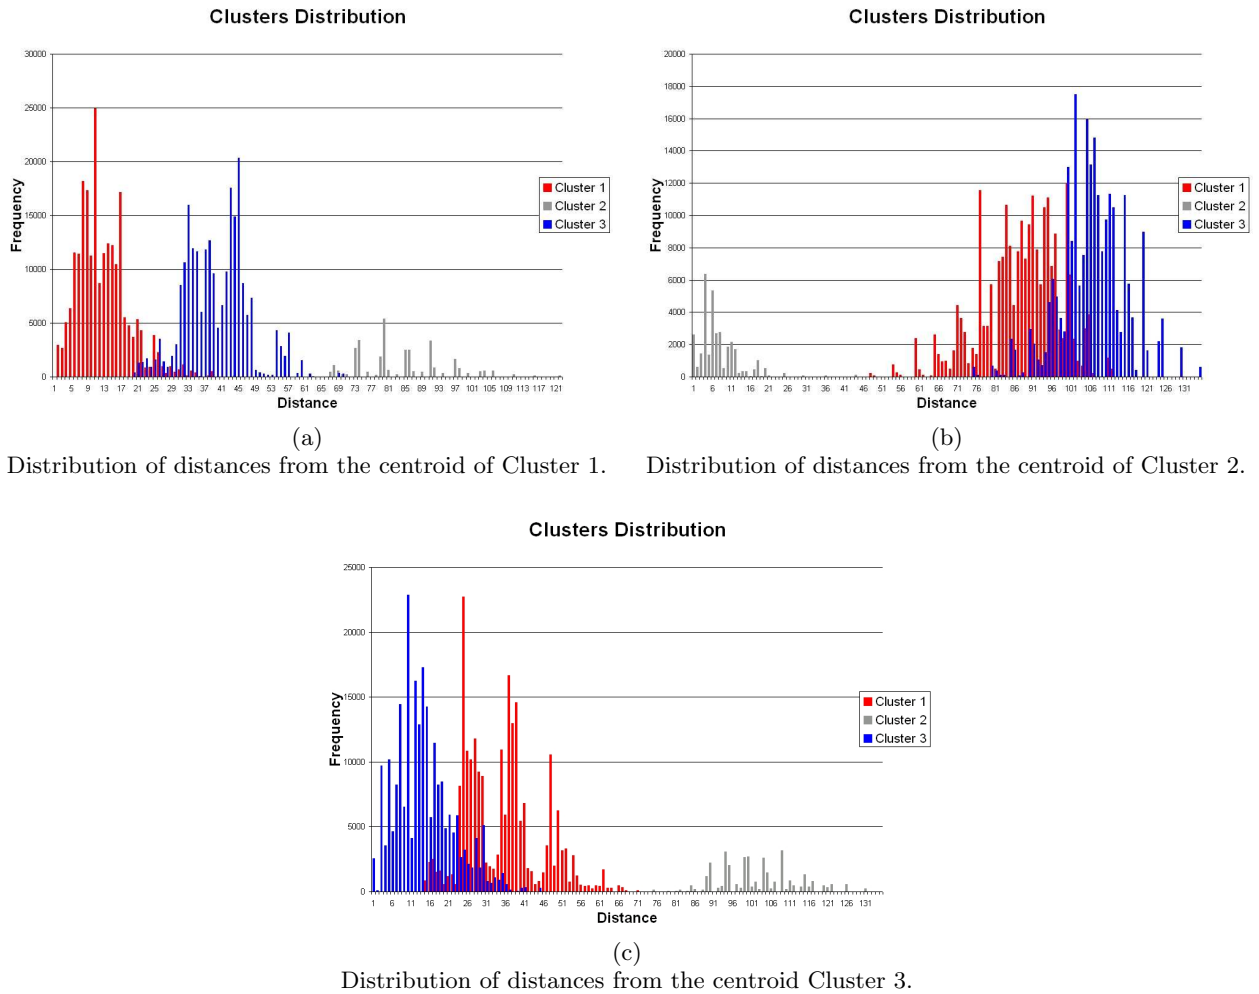 Clusters Distribution
30000
25000
20000
15000
10000
5000
0
Frequency
1 5 9 13 17 21 25 29 33 37 41 45 49 53 57 61 65 69 73 77 81 85 89 93 97 101 105 109 113 117 121
Distance
Cluster 1
Cluster 2
Cluster 3
(a)
Distribution of distances from the centroid of Cluster 1.
Clusters Distribution
20000
18000
16000
14000
12000
10000
8000
6000
4000
2000
0
Frequency
1 6 11 16 21 26 31 36 41 46 51 56 61 66 71 76 81 86 91 96 101 106 111 116 121 126 131
Distance
Cluster 1
Cluster 2
Cluster 3
(b)
Distribution of distances from the centroid of Cluster 2.
Clusters Distribution
25000
20000
15000
10000
5000
0
Frequency
1 6 11 16 21 26 31 36 41 46 51 56 61 66 71 76 81 86 91 96 101 106 111 116 121 126 131
Distance
Cluster 1
Cluster 2
Cluster 3
(c)
Distribution of distances from the centroid Cluster 3.